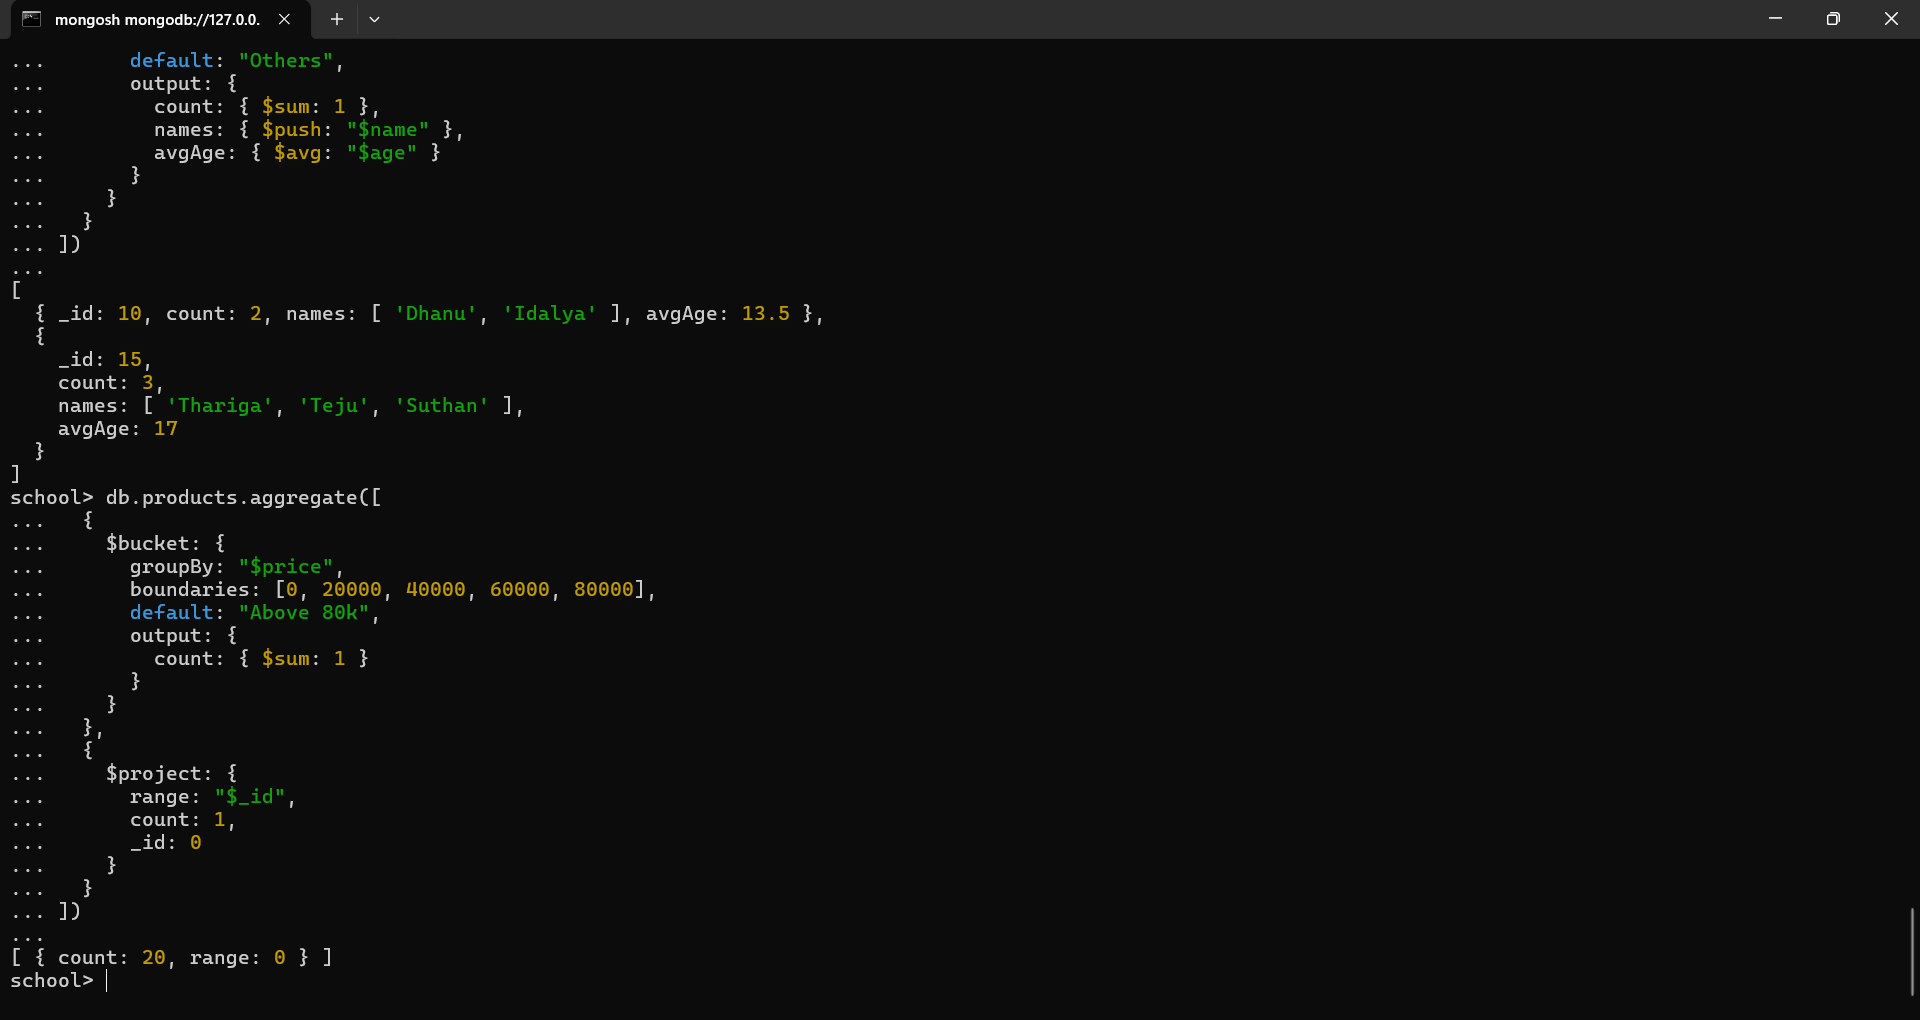 mongosh mongodb://127.0.0.
...       default: "Others",
...       output: {
...         count: { $sum: 1 },
...         names: { $push: "$name" },
...         avgAge: { $avg: "$age" }
...       }
...     }
...   }
... ])
...
[
  { _id: 10, count: 2, names: [ 'Dhanu', 'Idalya' ], avgAge: 13.5 },
  {
    _id: 15,
    count: 3,
    names: [ 'Thariga', 'Teju', 'Suthan' ],
    avgAge: 17
  }
]
school> db.products.aggregate([
...   {
...     $bucket: {
...       groupBy: "$price",
...       boundaries: [0, 20000, 40000, 60000, 80000],
...       default: "Above 80k",
...       output: {
...         count: { $sum: 1 }
...       }
...     }
...   },
...   {
...     $project: {
...       range: "$_id",
...       count: 1,
...       _id: 0
...     }
...   }
... ])
...
[ { count: 20, range: 0 } ]
school>